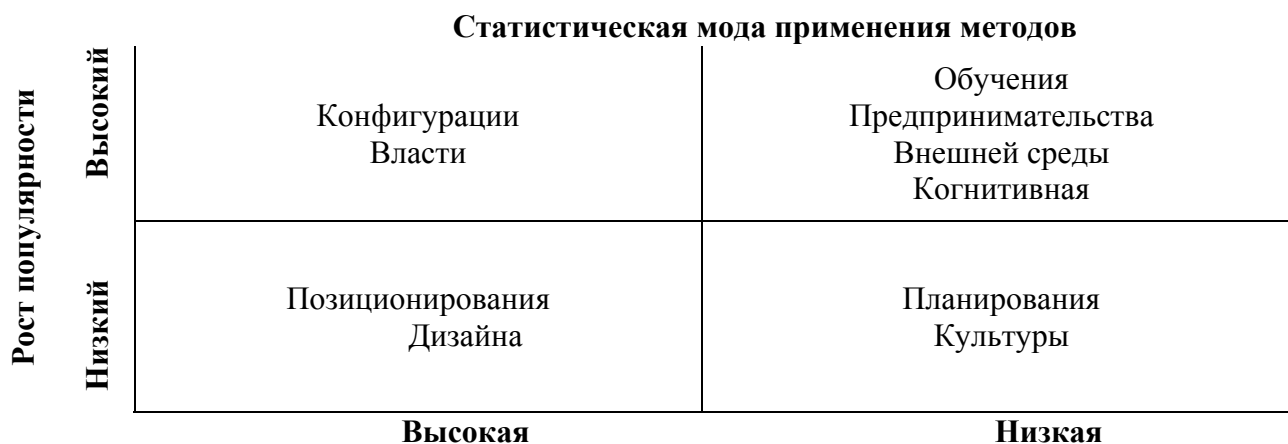 Статистическая мода применения методов
Рост популярности
Высокий
Конфигурации
Власти
Обучения
Предпринимательства
Внешней среды
Когнитивная
Низкий
Позиционирования
Дизайна
Планирования
Культуры
Высокая
Низкая